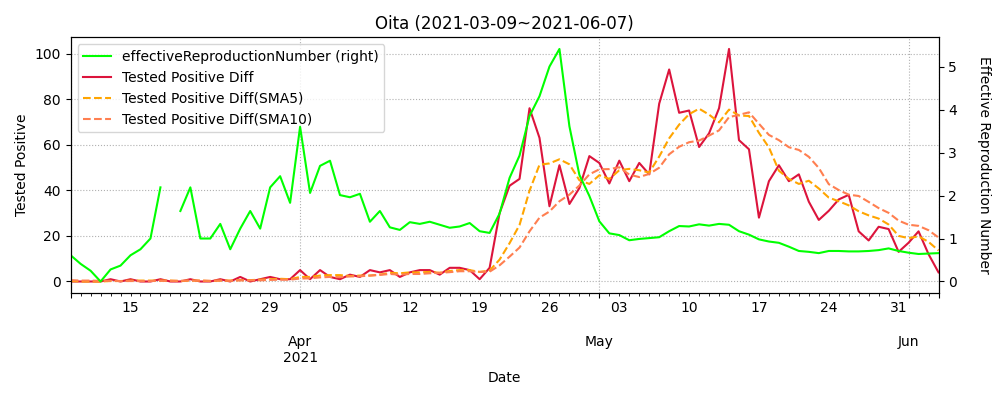 Oita (2021-03-09~2021-06-07)
effectiveReproductionNumber (right)
Tested Positive Diff
Tested Positive Diff(SMA5)
Tested Positive Diff(SMA10)
Tested Positive
100
80
60
40
20
0
Effective Reproduction Number
5
4
3
2
1
0
15 22 29 05 12 19 26 03 10 17 24 31
Apr May Jun
2021
Date